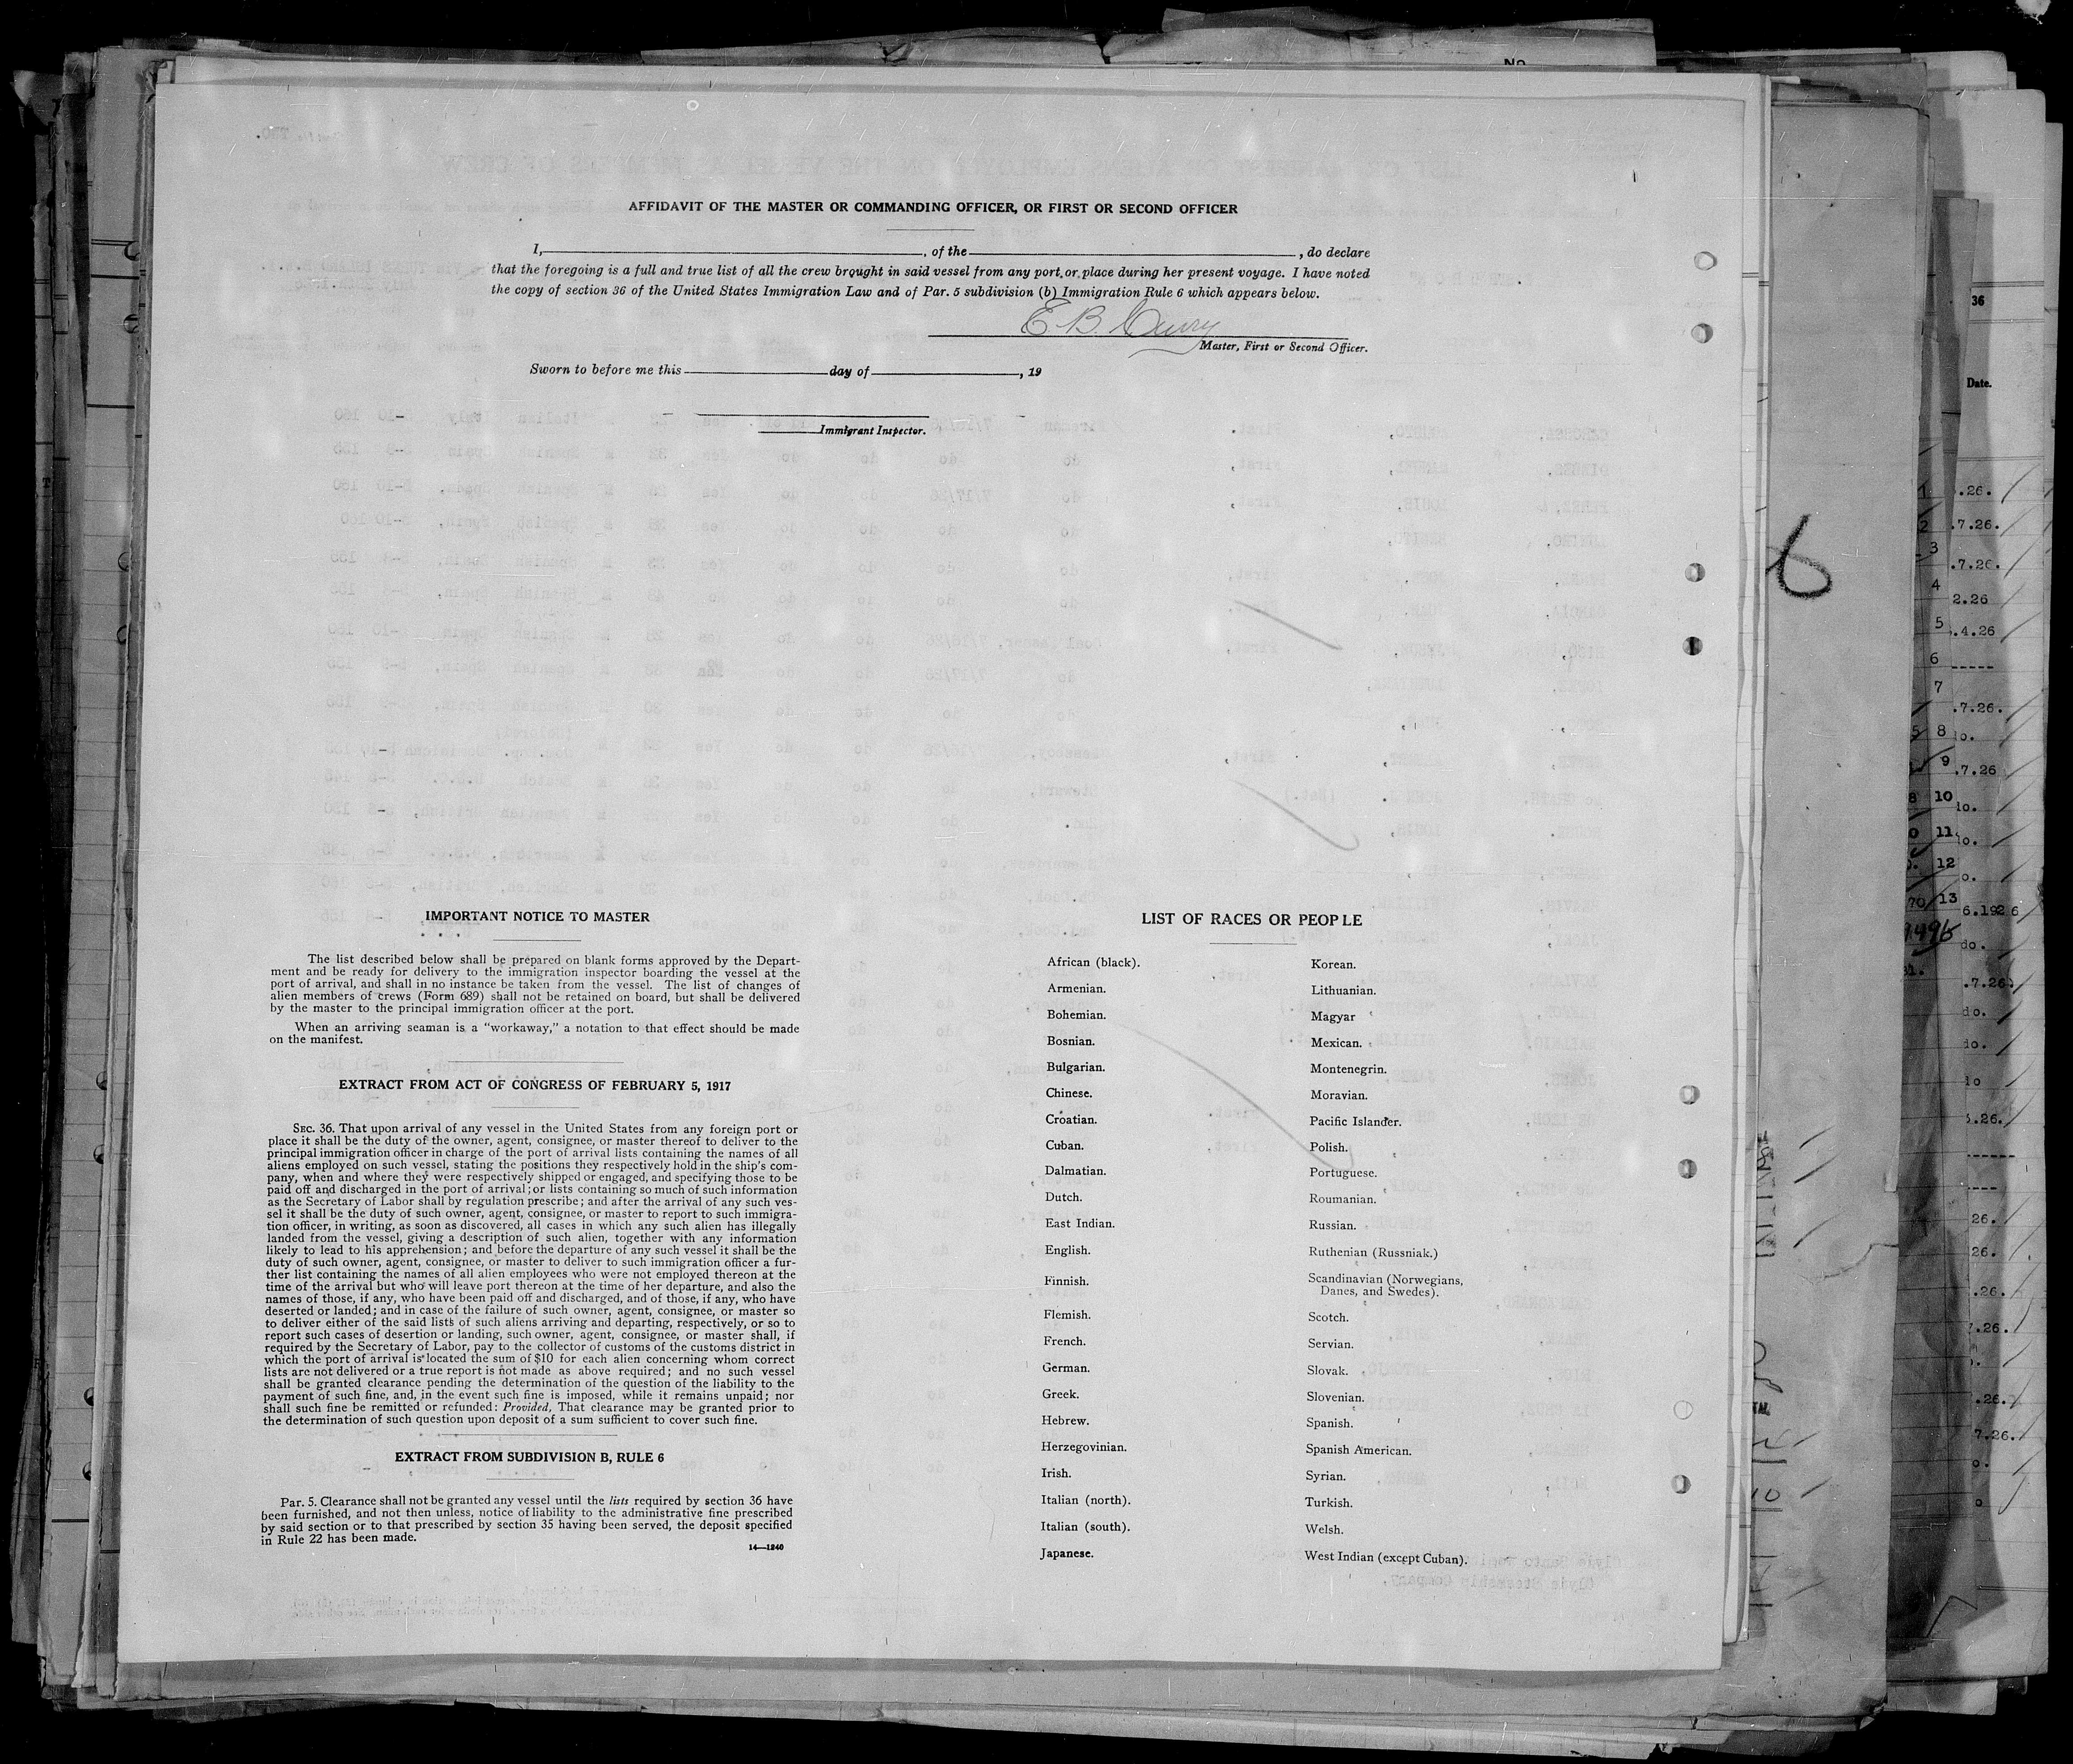 AFFIDAVIT OF THE MASTER OR COMMANDING OFFICER, OR FIRST OR SECOND OFFICER
I, , of the , do declare
that the foregoing is a full and true list of all the crew brought in said vessel from any port or place during her present voyage. I have noted
the copy of section 36 of the United States Immigration Law and of Par. 5 subdivision (b) Immigration Rule 6 which appears below.
E. B.
Master, First or Second Officer.
Sworn to before me this day of , 19
Immigrant Inspector.
IMPORTANT NOTICE TO MASTER
The list described below shall be prepared on blank forms approved by the Depart-
ment and be ready for delivery to the immigration inspector boarding the vessel at the
port of arrival, and shall in no instance be taken from the vessel. The list of changes of
alien members of crews (Form 689) shall not be retained on board, but shall be delivered
by the master to the principal immigration officer at the port.
When an arriving seaman is a "workaway," a notation to that effect should be made
on the manifest.
EXTRACT FROM ACT OF CONGRESS OF FEBRUARY 5, 1917
SEC. 36. That upon arrival of any vessel in the United States from any foreign port or
place it shall be the duty of the owner, agent, consignee, or master thereof to deliver to the
principal immigration officer in charge of the port of arrival lists containing the names of all
aliens employed on such vessel, stating the positions they respectively hold in the ship's com-
pany, when and where they were respectively shipped or engaged, and specifying those to be
paid off and discharged in the port of arrival; or lists containing so much of such information
as the Secretary of Labor shall by regulation prescribe; and after the arrival of any such ves-
sel it shall be the duty of such owner, agent, consignee, or master to report to such immigra-
tion officer, in writing, as soon as discovered, all cases in which any such alien has illegally
landed from the vessel, giving a description of such alien, together with any information
likely to lead to his apprehension; and before the departure of any such vessel it shall be the
duty of such owner, agent, consignee, or master to deliver to such immigration officer a fur-
ther list containing the names of all alien employees who were not employed thereon at the
time of the arrival but who will leave port thereon at the time of her departure, and also the
names of those, if any, who have been paid off and discharged, and of those, if any, who have
deserted or landed; and in case of the failure of such owner, agent, consignee, or master so
to deliver either of the said lists of such aliens arriving and departing, respectively, or so to
report such cases of desertion or landing, such owner, agent, consignee, or master shall, if
required by the Secretary of Labor, pay to the collector of customs of the customs district in
which the port of arrival is located the sum of $10 for each alien concerning whom correct
lists are not delivered or a true report is not made as above required; and no such vessel
shall be granted clearance pending the determination of the question of the liability to the
payment of such fine, and, in the event such fine is imposed, while it remains unpaid; nor
shall such fine be remitted or refunded: Provided, That clearance may be granted prior to
the determination of such question upon deposit of a sum sufficient to cover such fine.
EXTRACT FROM SUBDIVISION B, RULE 6
Par. 5. Clearance shall not be granted any vessel until the lists required by section 36 have
been furnished, and not then unless, notice of liability to the administrative fine prescribed
by said section or to that prescribed by section 35 having been served, the deposit specified
in Rule 22 has been made.
14—1240
LIST OF RACES OR PEOPLE
African (black).
Armenian.
Bohemian.
Bosnian.
Bulgarian.
Chinese.
Croatian.
Cuban.
Dalmatian.
Dutch.
East Indian.
English.
Finnish.
Flemish.
French.
German.
Greek.
Hebrew.
Herzegovinian.
Irish.
Italian (north).
Italian (south).
Japanese.
Korean.
Lithuanian.
Magyar
Mexican.
Montenegrin.
Moravian.
Pacific Islander.
Polish.
Portuguese.
Roumanian.
Russian.
Ruthenian (Russniak.)
Scandinavian (Norwegians,
Danes, and Swedes).
Scotch.
Servian.
Slovak.
Slovenian.
Spanish.
Spanish American.
Syrian.
Turkish.
Welsh.
West Indian (except Cuban).
6
No
36
Date.